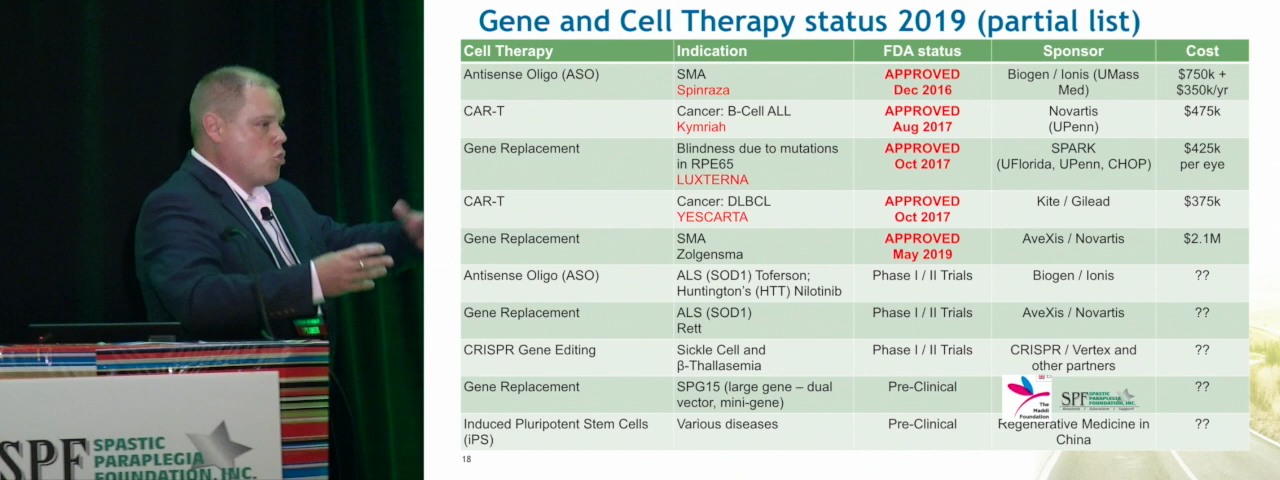 Gene and Cell Therapy status 2019 (partial list)
Cell Therapy Indication FDA status Sponsor Cost
Antisense Oligo (ASO) SMA APPROVED Biogen / Ionis (UMass $750k +
Spinraza Dec 2016 Med) $350k/yr
CAR-T Cancer: B-Cell ALL APPROVED Novartis $475k
Kymriah Aug 2017 (UPenn)
Gene Replacement Blindness due to mutations APPROVED SPARK $425k
in RPE65 Oct 2017 (UFlorida, UPenn, CHOP) per eye
LUXTERNA
CAR-T Cancer: DLBCL APPROVED Kite / Gilead $375k
YESCARTA Oct 2017
Gene Replacement SMA APPROVED AveXis / Novartis $2.1M
Zolgensma May 2019
Antisense Oligo (ASO) ALS (SOD1) Toferson; Phase I / II Trials Biogen / Ionis ??
Huntington's (HTT) Nilotinib
Gene Replacement ALS (SOD1) Phase I / II Trials AveXis / Novartis ??
Rett
CRISPR Gene Editing Sickle Cell and Phase I / II Trials CRISPR / Vertex and ??
β-Thallasemia other partners
Gene Replacement SPG15 (large gene – dual Pre-Clinical ??
vector, mini-gene)
The
Maddi
Foundation
SPF SPASTIC
PARAPLEGIA
FOUNDATION, INC.
Induced Pluripotent Stem Cells Various diseases Pre-Clinical Regenerative Medicine in ??
(iPS) China
18
SPF SPASTIC
PARAPLEGIA
FOUNDATION, INC.